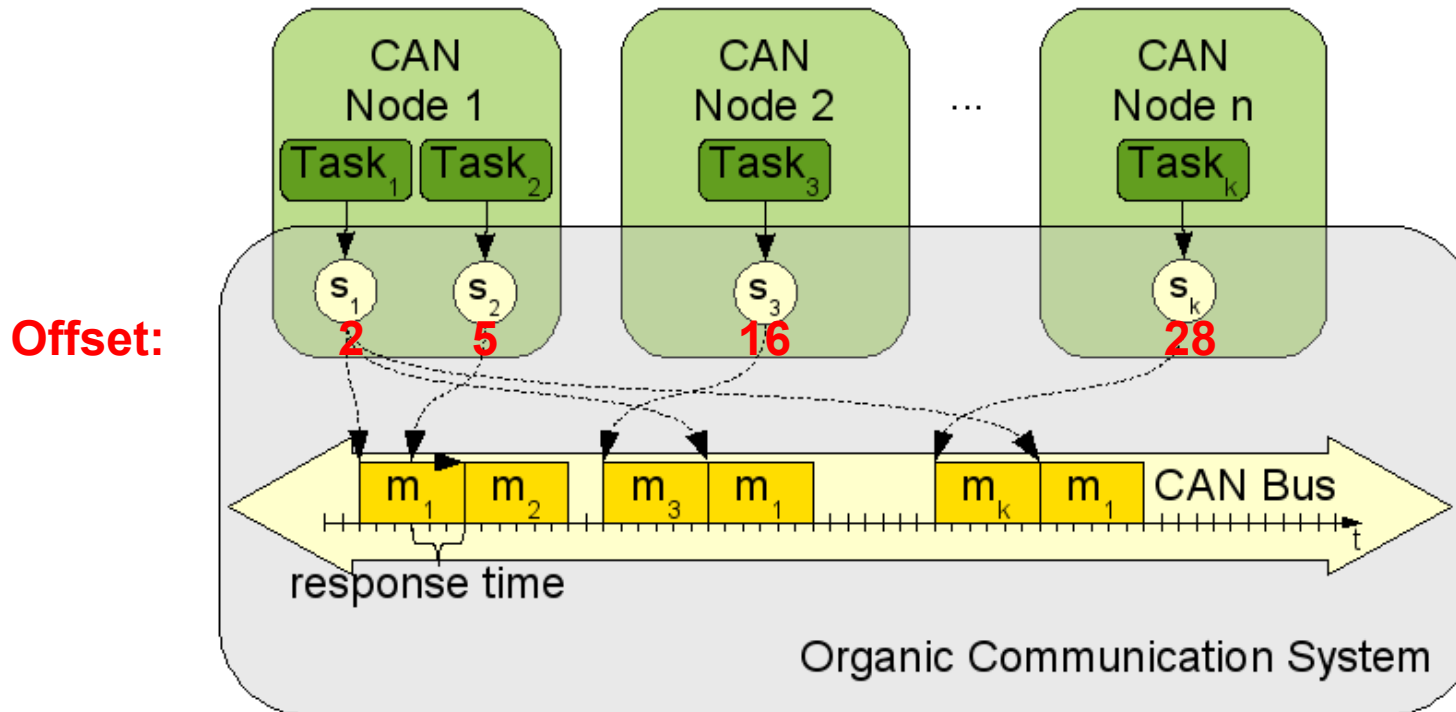 CAN
Node 1
CAN
Node 2
...
CAN
Node n
Task₁
Task₂
Task₃
Taskₖ
s₁
s₂
s₃
sₖ
Offset:
2
5
16
28
m₁
m₂
m₃
m₁
mₖ
m₁
CAN Bus
t
response time
Organic Communication System